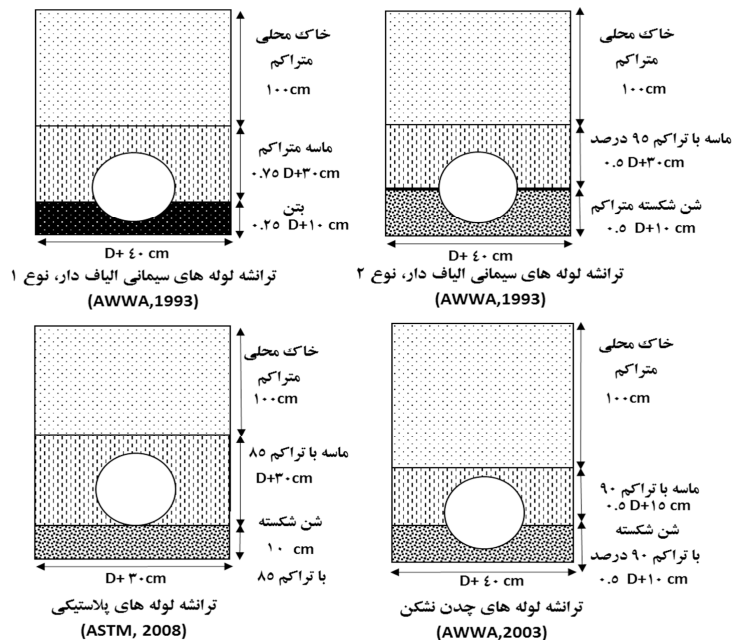 خاک محلی
متراکم
۱۰۰cm
ماسه متراکم
۰.۷۵ D+۳۰cm
بتن
۰.۲۵ D+۱۰ cm
D+ ٤۰ cm
ترانشه لوله های سیمانی الیاف دار، نوع ۱
(AWWA,1993)
خاک محلی
متراکم
۱۰۰cm
ماسه با تراکم ۹۵ درصد
۰.۵ D+۳۰cm
شن شکسته متراکم
۰.۵ D+۱۰ cm
D+ ٤۰ cm
ترانشه لوله های سیمانی الیاف دار، نوع ۲
(AWWA,1993)
خاک محلی
متراکم
۱۰۰cm
ماسه با تراکم ۸۵
D+۳۰cm
شن شکسته
۱۰ cm
با تراکم ۸۵
D+ ۳۰cm
ترانشه لوله های پلاستیکی
(ASTM, 2008)
خاک محلی
متراکم
۱۰۰cm
ماسه با تراکم ۹۰
۰.۵ D+۱۵ cm
شن شکسته
با تراکم ۹۰ درصد
۰.۵ D+۱۰ cm
D+ ٤۰ cm
ترانشه لوله های چدن نشکن
(AWWA,2003)